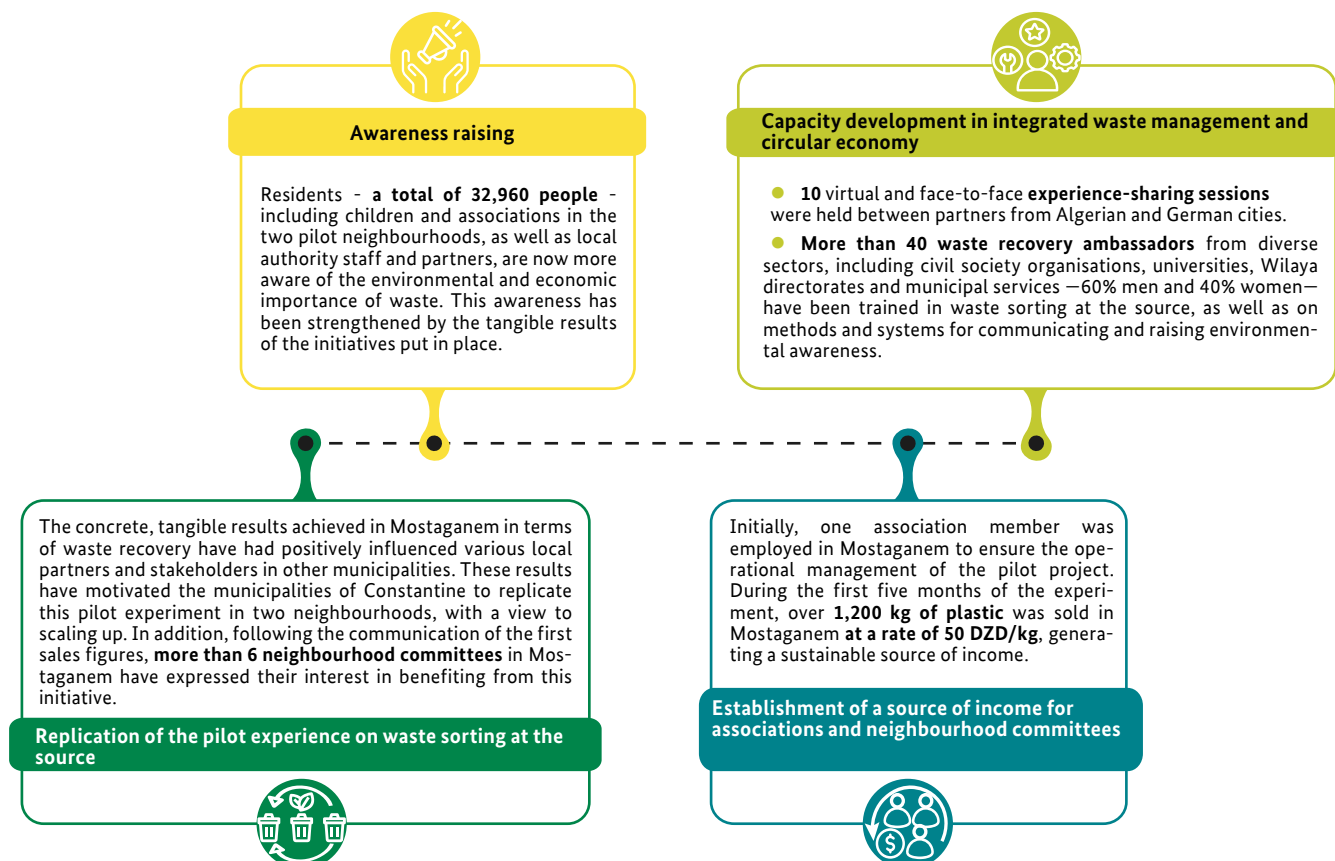 Awareness raising
Residents - a total of 32,960 people -
including children and associations in the
two pilot neighbourhoods, as well as local
authority staff and partners, are now more
aware of the environmental and economic
importance of waste. This awareness has
been strengthened by the tangible results
of the initiatives put in place.
Capacity development in integrated waste management and
circular economy
● 10 virtual and face-to-face experience-sharing sessions
were held between partners from Algerian and German cities.
● More than 40 waste recovery ambassadors from diverse
sectors, including civil society organisations, universities, Wilaya
directorates and municipal services —60% men and 40% women—
have been trained in waste sorting at the source, as well as on
methods and systems for communicating and raising environmen-
tal awareness.
The concrete, tangible results achieved in Mostaganem in terms
of waste recovery have had positively influenced various local
partners and stakeholders in other municipalities. These results
have motivated the municipalities of Constantine to replicate
this pilot experiment in two neighbourhoods, with a view to
scaling up. In addition, following the communication of the first
sales figures, more than 6 neighbourhood committees in Mos-
taganem have expressed their interest in benefiting from this
initiative.
Replication of the pilot experience on waste sorting at the
source
Initially, one association member was
employed in Mostaganem to ensure the ope-
rational management of the pilot project.
During the first five months of the experi-
ment, over 1,200 kg of plastic was sold in
Mostaganem at a rate of 50 DZD/kg, genera-
ting a sustainable source of income.
Establishment of a source of income for
associations and neighbourhood committees
$